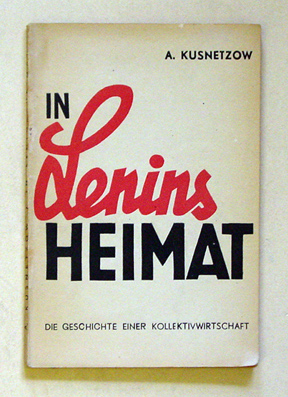 A. KUSNETZOW
IN
Lenins
HEIMAT
DIE GESCHICHTE EINER KOLLEKTIVWIRTSCHAFT